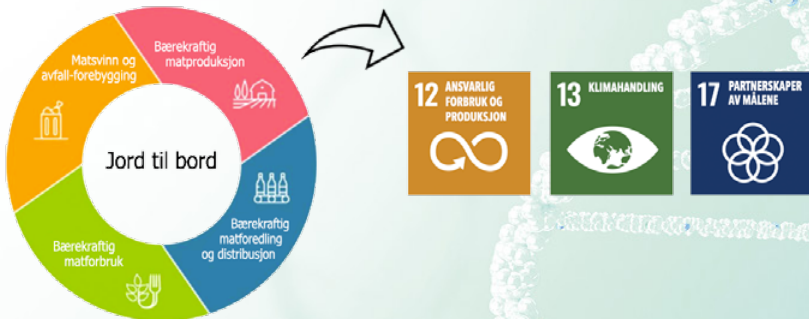 Matsvinn og
avfall-forebygging
Bærekraftig
matproduksjon
Jord til bord
Bærekraftig
matforbruk
Bærekraftig
matforedling
og distribusjon
12 ANSVARLIG
FORBRUK OG
PRODUKSJON
13 KLIMAHANDLING
17 PARTNERSKAPER
AV MÅLENE